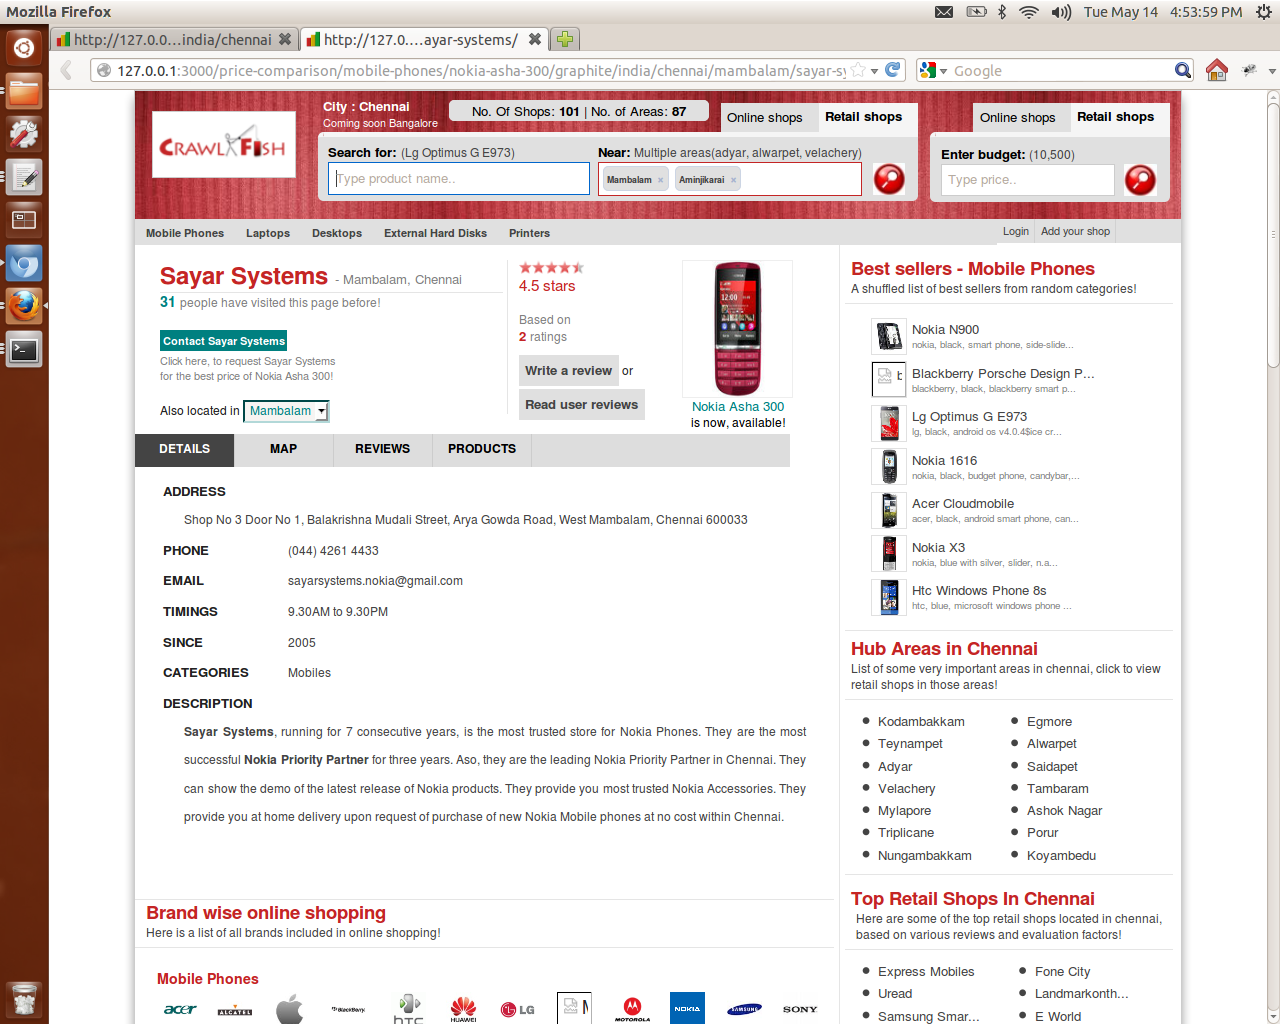 Mozilla Firefox
Tue May 14 4:53:59 PM
http://127.0.0...india/chennai
http://127.0....ayar-systems/
127.0.0.1:3000/price-comparison/mobile-phones/nokia-asha-300/graphite/india/chennai/mambalam/sayar-sy
Google
CRAWL FISH
City : Chennai
Coming soon Bangalore
No. Of Shops: 101 | No. of Areas: 87
Online shops
Retail shops
Search for: (Lg Optimus G E973)
Type product name..
Near: Multiple areas(adyar, alwarpet, velachery)
Mambalam ×
Aminjikarai ×
Online shops
Retail shops
Enter budget: (10,500)
Type price..
Mobile Phones
Laptops
Desktops
External Hard Disks
Printers
Login
Add your shop
Sayar Systems - Mambalam, Chennai
31 people have visited this page before!
Contact Sayar Systems
Click here, to request Sayar Systems
for the best price of Nokia Asha 300!
Also located in Mambalam
4.5 stars
Based on
2 ratings
Write a review or
Read user reviews
Nokia Asha 300
is now, available!
DETAILS
MAP
REVIEWS
PRODUCTS
ADDRESS
Shop No 3 Door No 1, Balakrishna Mudali Street, Arya Gowda Road, West Mambalam, Chennai 600033
PHONE (044) 4261 4433
EMAIL sayarsystems.nokia@gmail.com
TIMINGS 9.30AM to 9.30PM
SINCE 2005
CATEGORIES Mobiles
DESCRIPTION
Sayar Systems, running for 7 consecutive years, is the most trusted store for Nokia Phones. They are the most
successful Nokia Priority Partner for three years. Aso, they are the leading Nokia Priority Partner in Chennai. They
can show the demo of the latest release of Nokia products. They provide you most trusted Nokia Accessories. They
provide you at home delivery upon request of purchase of new Nokia Mobile phones at no cost within Chennai.
Brand wise online shopping
Here is a list of all brands included in online shopping!
Mobile Phones
acer
ALCATEL
BlackBerry
hTC
HUAWEI
LG
MOTOROLA
NOKIA
SAMSUNG
SONY
Best sellers - Mobile Phones
A shuffled list of best sellers from random categories!
Nokia N900
nokia, black, smart phone, side-slide...
Blackberry Porsche Design P...
blackberry, black, blackberry smart p...
Lg Optimus G E973
lg, black, android os v4.0.4$ice cr...
Nokia 1616
nokia, black, budget phone, candybar,...
Acer Cloudmobile
acer, black, android smart phone, can...
Nokia X3
nokia, blue with silver, slider, n.a...
Htc Windows Phone 8s
htc, blue, microsoft windows phone ...
Hub Areas in Chennai
List of some very important areas in chennai, click to view
retail shops in those areas!
Kodambakkam
Egmore
Teynampet
Alwarpet
Adyar
Saidapet
Velachery
Tambaram
Mylapore
Ashok Nagar
Triplicane
Porur
Nungambakkam
Koyambedu
Top Retail Shops In Chennai
Here are some of the top retail shops located in chennai,
based on various reviews and evaluation factors!
Express Mobiles
Fone City
Uread
Landmarkonth...
Samsung Smar...
E World